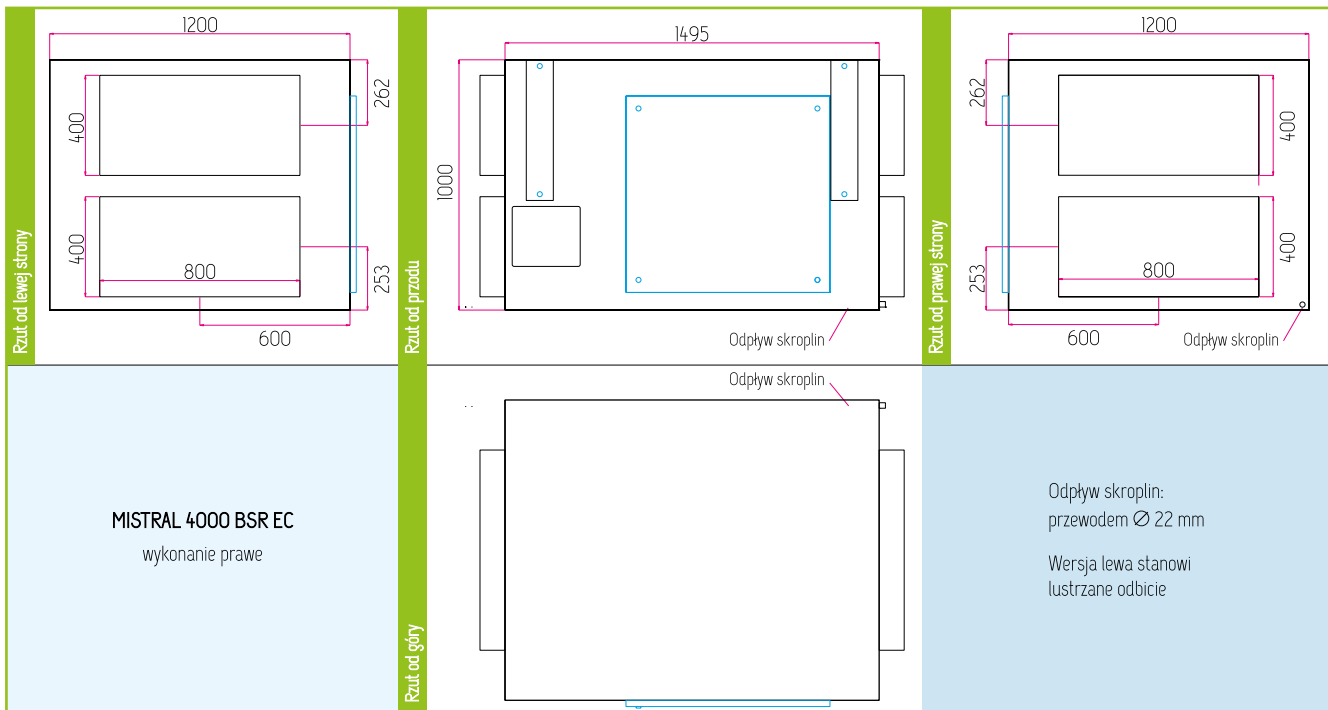 Rzut od lewej strony
1200
262
400
400
800
253
600
Rzut od przodu
1495
1000
Odpływ skroplin
Rzut od prawej strony
1200
262
400
400
800
253
600
Odpływ skroplin
MISTRAL 4000 BSR EC
wykonanie prawe
Rzut od góry
Odpływ skroplin
Odpływ skroplin:
przewodem Ø 22 mm
Wersja lewa stanowi
lustrzane odbicie